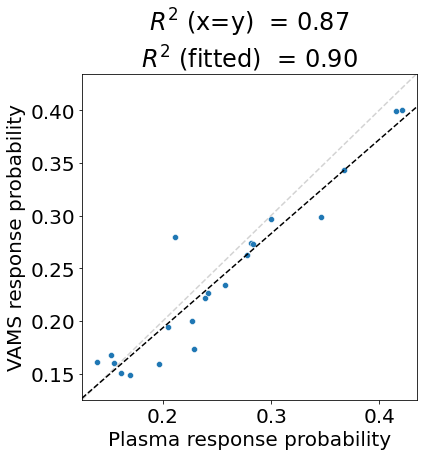 R² (x=y) = 0.87
R² (fitted) = 0.90
VAMS response probability
0.40
0.35
0.30
0.25
0.20
0.15
0.2 0.3 0.4
Plasma response probability